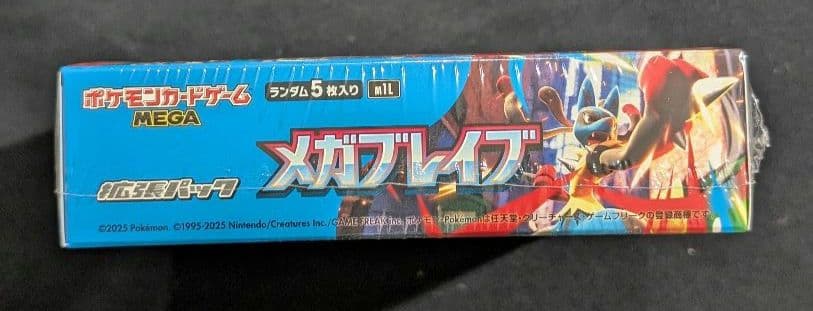 ポケモンカードゲーム
MEGA
ランダム5枚入り
m1L
メガブレイブ
拡張パック
©2025 Pokémon. ©1995-2025 Nintendo/Creatures Inc./GAME FREAK inc. ポケモン・Pokémonは任天堂・クリーチャーズ・ゲームフリークの登録商標です。